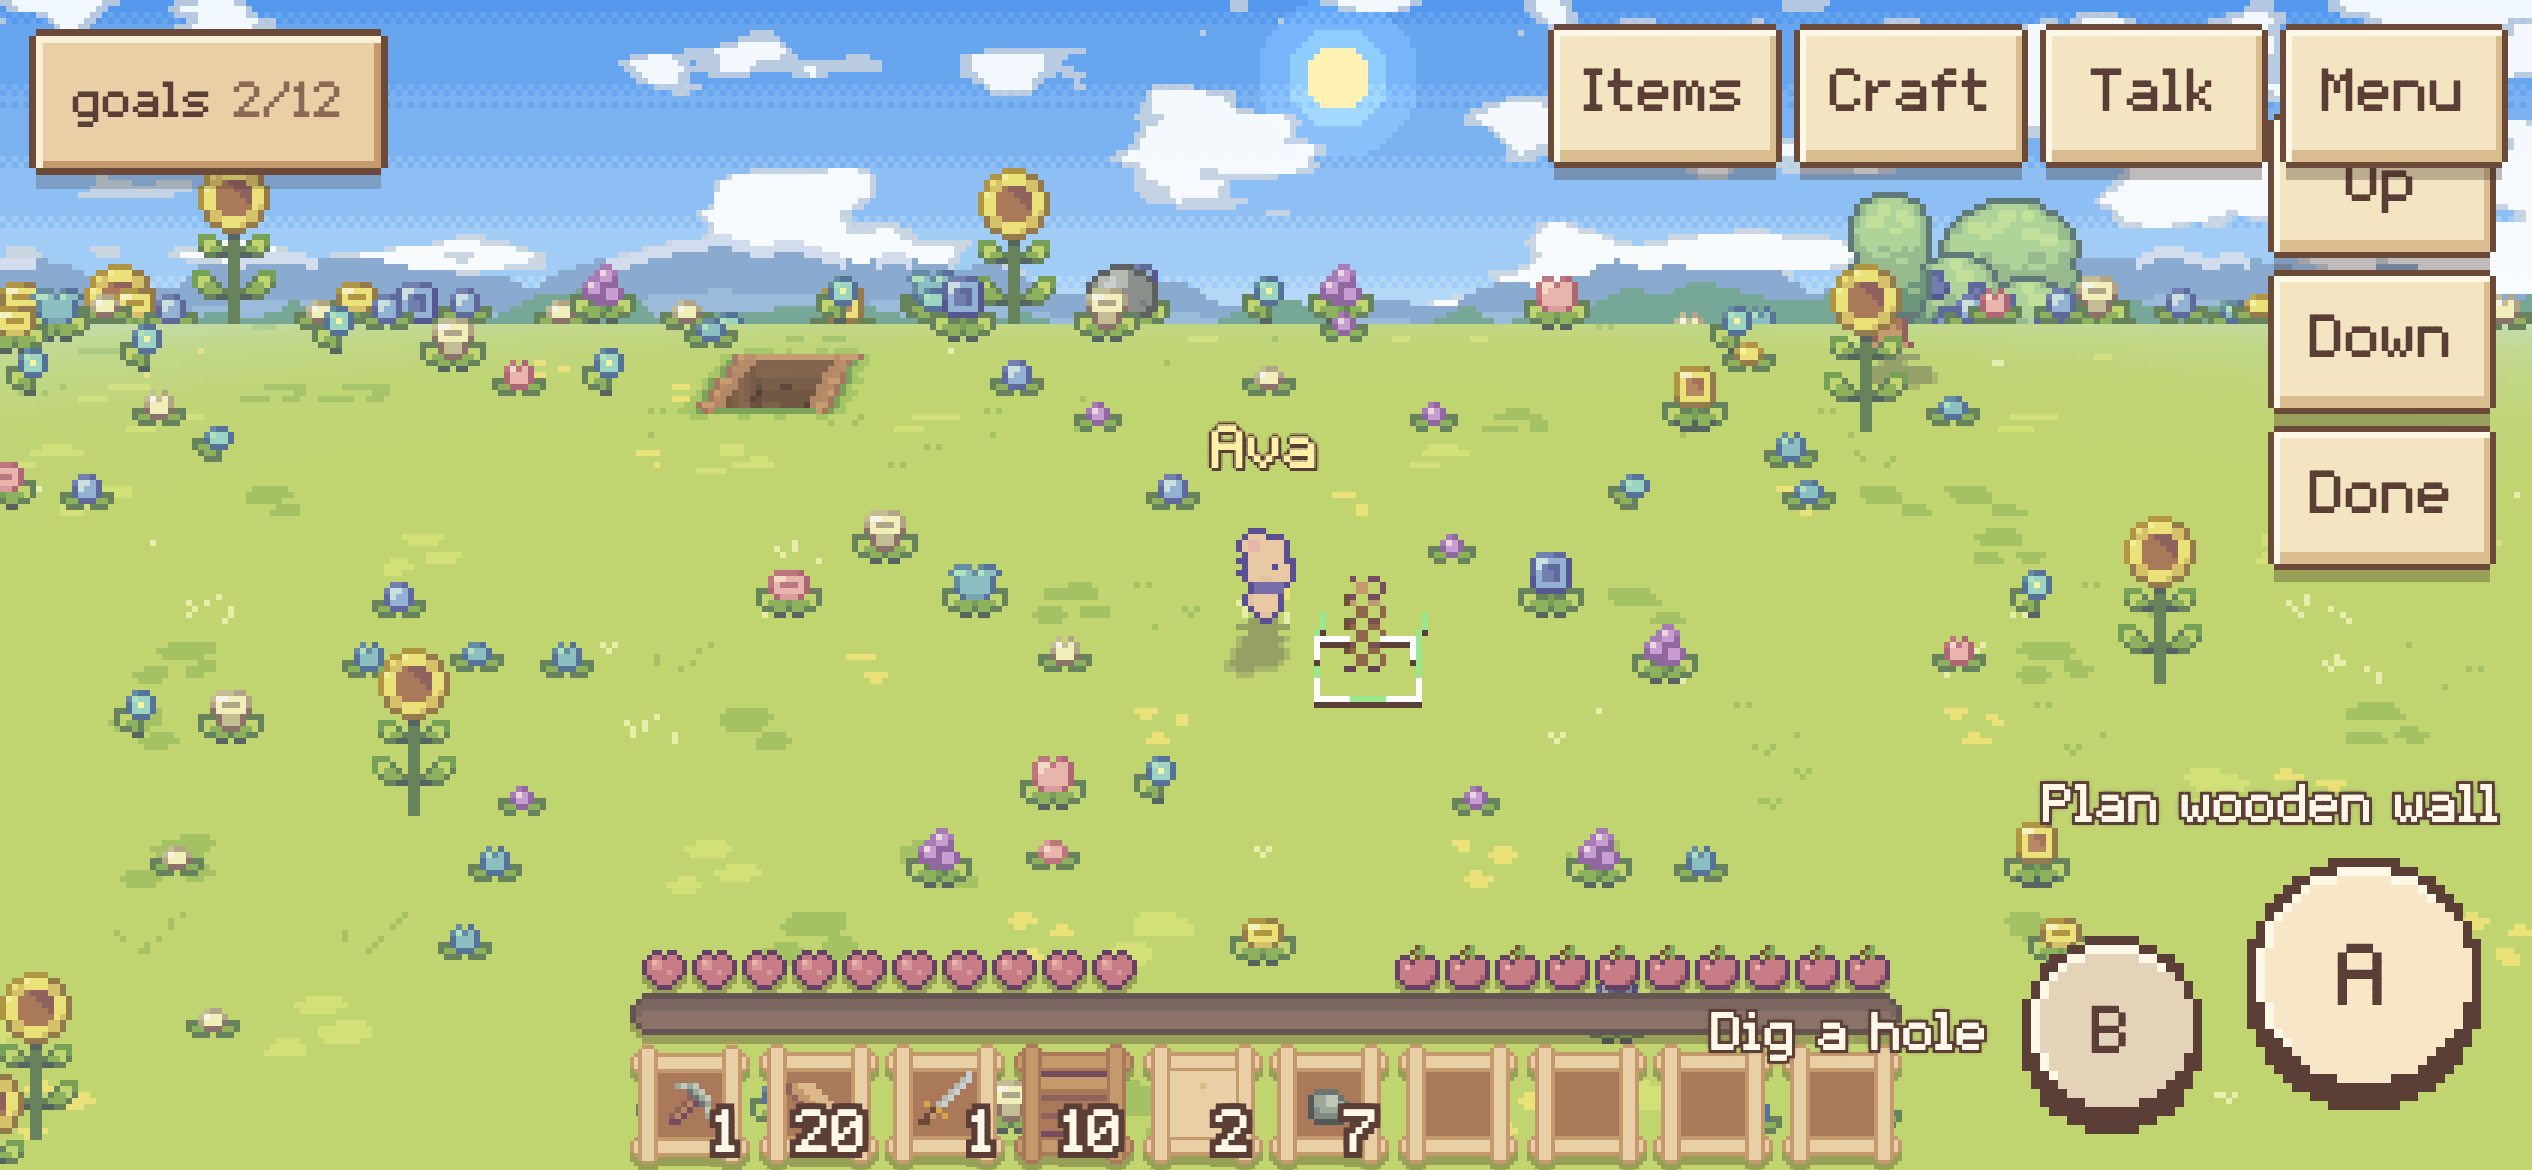 goals 2/12
Items
Craft
Talk
Menu
Up
Down
Done
Ava
Plan wooden wall
A
B
Dig a hole
1
20
1
10
2
7